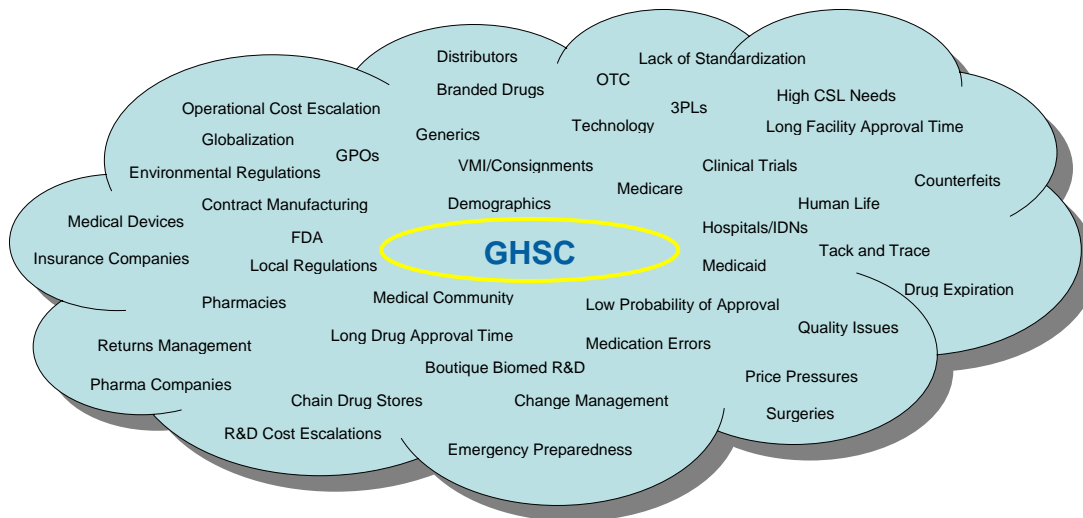 Distributors
Lack of Standardization
OTC
Branded Drugs
High CSL Needs
Operational Cost Escalation
3PLs
Technology
Long Facility Approval Time
Generics
Globalization
GPOs
VMI/Consignments
Clinical Trials
Environmental Regulations
Counterfeits
Medicare
Contract Manufacturing
Demographics
Human Life
Medical Devices
Hospitals/IDNs
FDA
GHSC
Tack and Trace
Insurance Companies
Local Regulations
Medicaid
Drug Expiration
Medical Community
Pharmacies
Low Probability of Approval
Quality Issues
Long Drug Approval Time
Returns Management
Medication Errors
Boutique Biomed R&D
Price Pressures
Pharma Companies
Chain Drug Stores
Change Management
Surgeries
R&D Cost Escalations
Emergency Preparedness